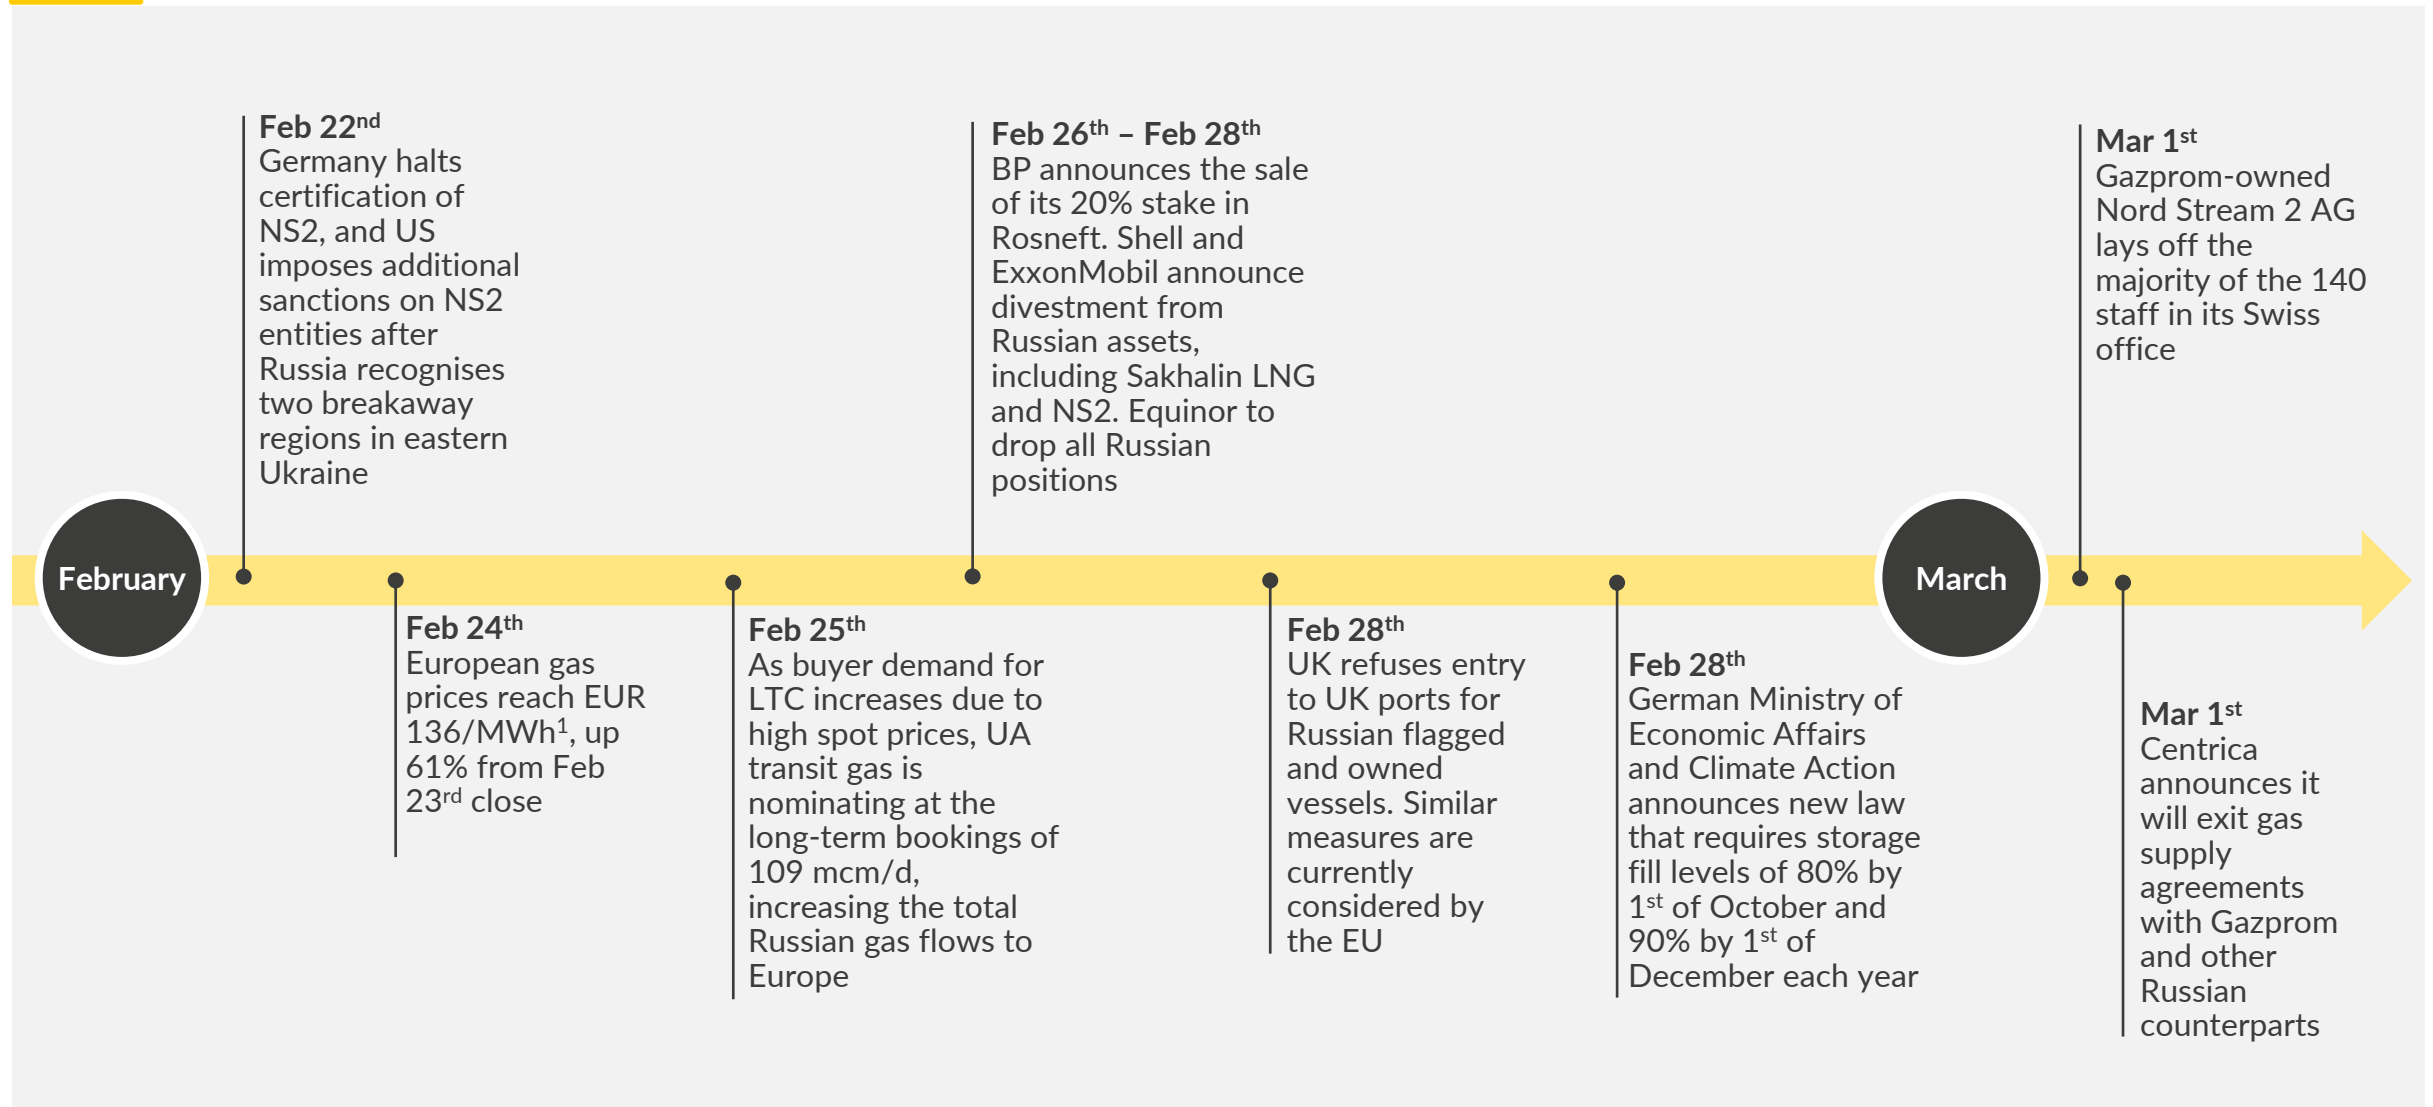 February
Feb 22nd
Germany halts
certification of
NS2, and US
imposes additional
sanctions on NS2
entities after
Russia recognises
two breakaway
regions in eastern
Ukraine
Feb 24th
European gas
prices reach EUR
136/MWh¹, up
61% from Feb
23rd close
Feb 25th
As buyer demand for
LTC increases due to
high spot prices, UA
transit gas is
nominating at the
long-term bookings of
109 mcm/d,
increasing the total
Russian gas flows to
Europe
Feb 26th – Feb 28th
BP announces the sale
of its 20% stake in
Rosneft. Shell and
ExxonMobil announce
divestment from
Russian assets,
including Sakhalin LNG
and NS2. Equinor to
drop all Russian
positions
Feb 28th
UK refuses entry
to UK ports for
Russian flagged
and owned
vessels. Similar
measures are
currently
considered by
the EU
Feb 28th
German Ministry of
Economic Affairs
and Climate Action
announces new law
that requires storage
fill levels of 80% by
1st of October and
90% by 1st of
December each year
March
Mar 1st
Gazprom-owned
Nord Stream 2 AG
lays off the
majority of the 140
staff in its Swiss
office
Mar 1st
Centrica
announces it
will exit gas
supply
agreements
with Gazprom
and other
Russian
counterparts